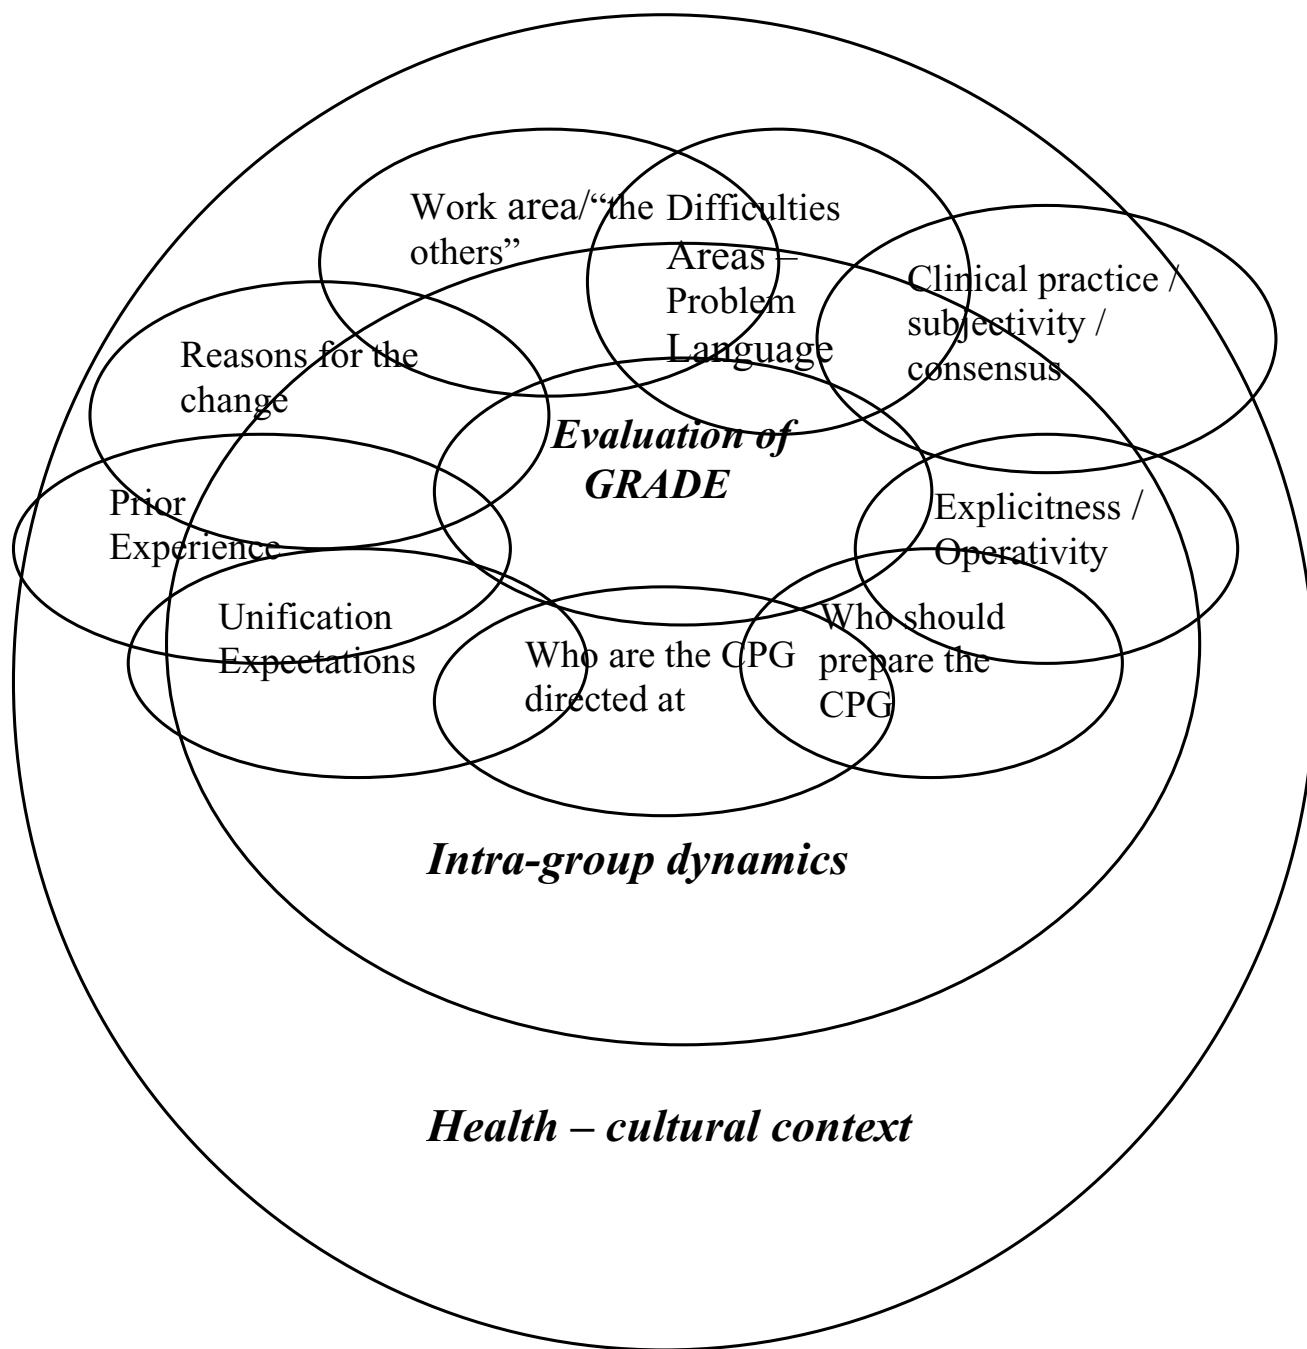 Work area/“the
others”
Difficulties
Areas –
Problem
Language
Clinical practice /
subjectivity /
consensus
Reasons for the
change
Evaluation of
GRADE
Prior
Experience
Explicitness /
Operativity
Unification
Expectations
Who are the CPG
directed at
Who should
prepare the
CPG
Intra-group dynamics
Health – cultural context